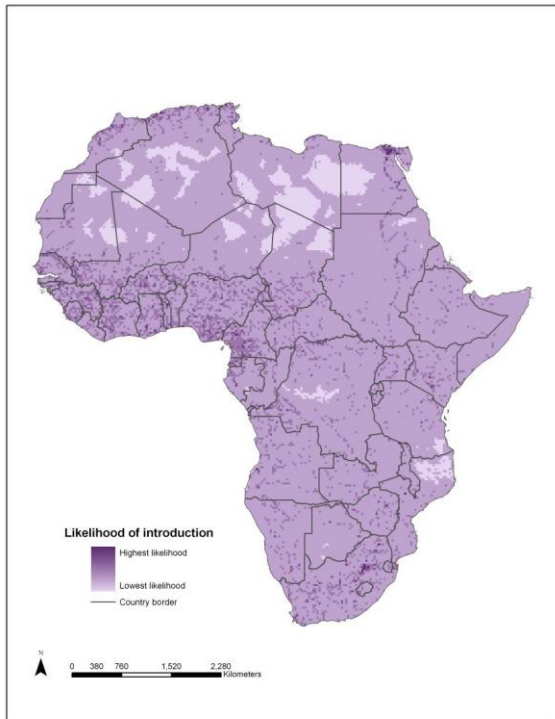 Likelihood of introduction
Highest likelihood
Lowest likelihood
Country border
N
0 380 760 1,520 2,280
Kilometers